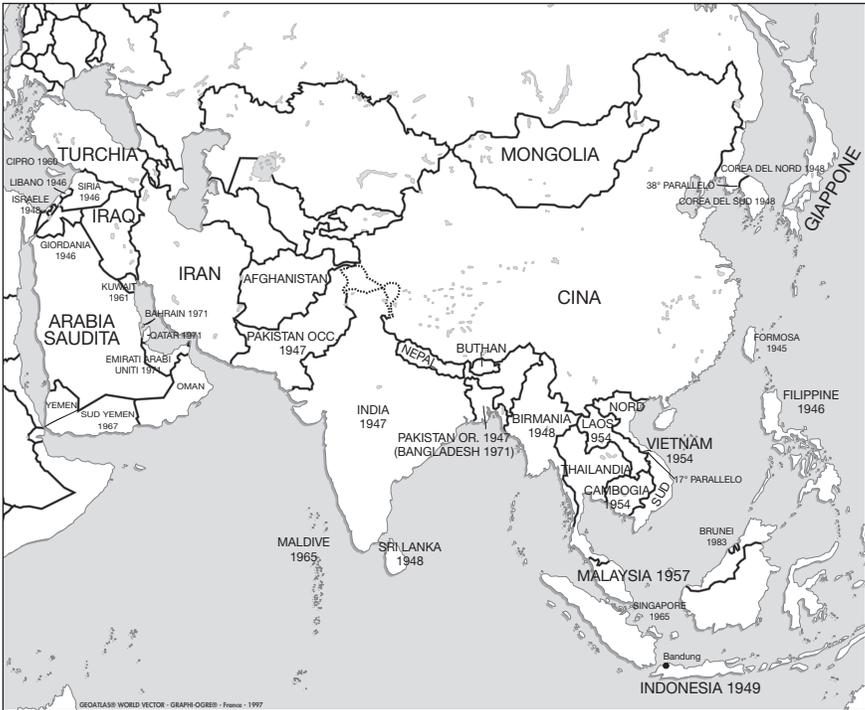 TURCHIA
CIPRO 1960
LIBANO 1946
SIRIA
1946
ISRAELE
1948
IRAQ
GIORDANIA
1946
KUWAIT
1961
ARABIA
SAUDITA
BAHRAIN 1971
QATAR 1971
EMIRATI ARABI
UNITI 1971
OMAN
YEMEN
SUD YEMEN
1967
IRAN
AFGHANISTAN
PAKISTAN OCC.
1947
MONGOLIA
CINA
COREA DEL NORD 1948
38° PARALLELO
COREA DEL SUD 1948
GIAPPONE
NEPAL
BUTHAN
INDIA
1947
PAKISTAN OR. 1947
(BANGLADESH 1971)
BIRMANIA
1948
LAOS
1954
NORD
VIETNAM
1954
17° PARALLELO
SUD
THAILANDIA
CAMBOGIA
1954
FORMOSA
1945
FILIPPINE
1946
MALDIVE
1965
SRI LANKA
1948
BRUNEI
1983
MALAYSIA 1957
SINGAPORE
1965
Bandung
INDONESIA 1949
GEOATLAS® WORLD VECTOR - GRAPHI-OGRE® - France - 1997